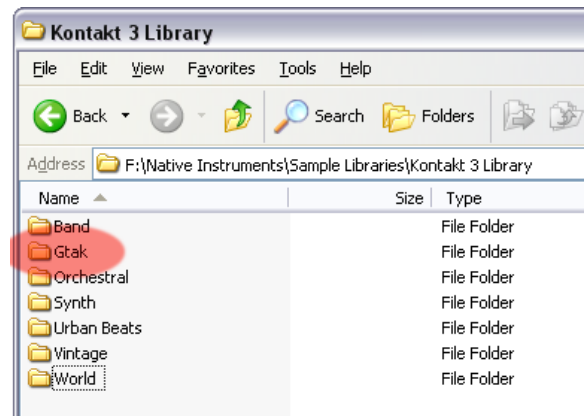 Kontakt 3 Library
File Edit View Favorites Tools Help
Back Search Folders
Address F:\Native Instruments\Sample Libraries\Kontakt 3 Library
Name Size Type
Band File Folder
Gtak File Folder
Orchestral File Folder
Synth File Folder
Urban Beats File Folder
Vintage File Folder
World File Folder